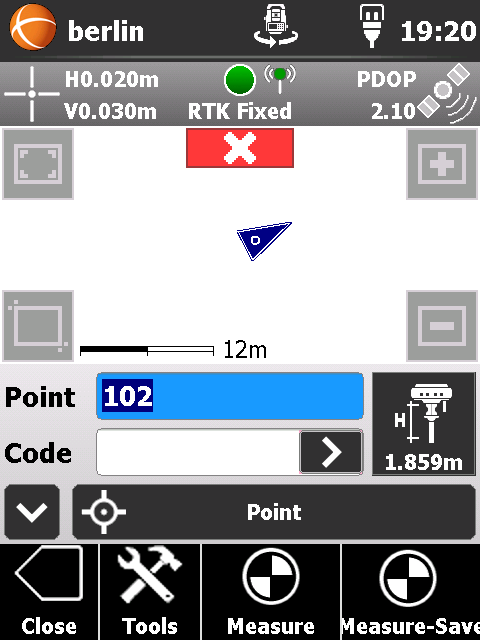 berlin
19:20
H0.020m
PDOP
V0.030m
RTK Fixed
2.10
12m
Point
102
H
Code
1.859m
Point
Close
Tools
Measure
Measure-Save